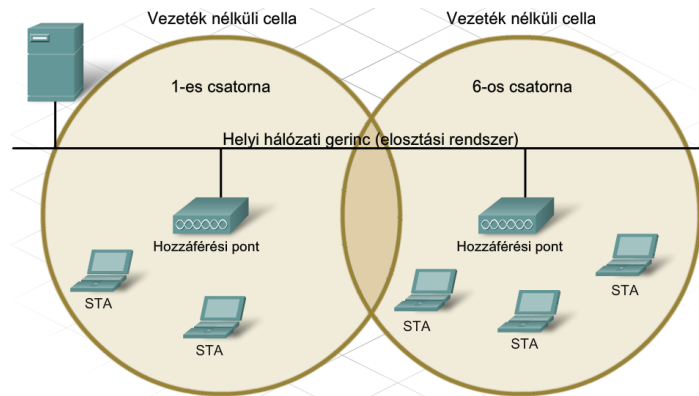 Vezeték nélküli cella
Vezeték nélküli cella
1-es csatorna
6-os csatorna
Helyi hálózati gerinc (elosztási rendszer)
Hozzáférési pont
Hozzáférési pont
STA
STA
STA
STA
STA